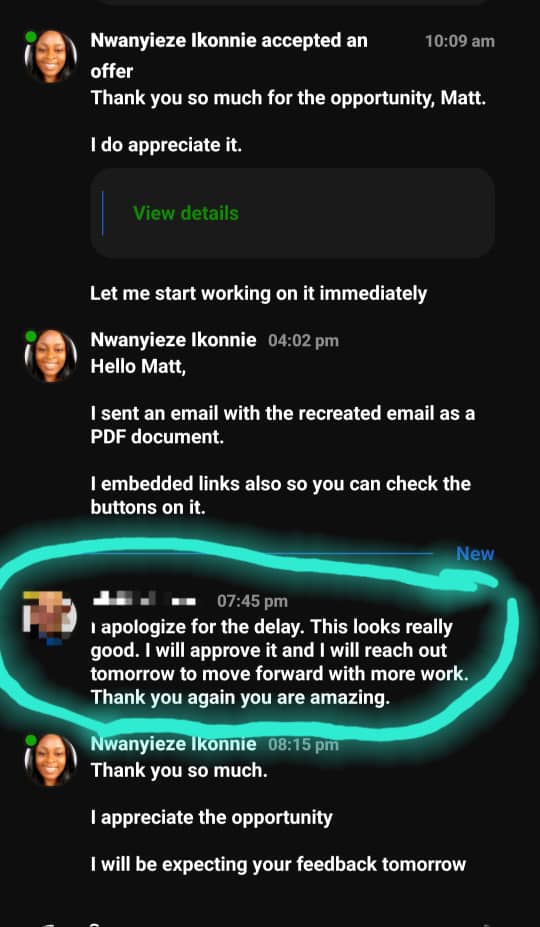 Nwanyieze Ikonnie accepted an 10:09 am
offer
Thank you so much for the opportunity, Matt.
I do appreciate it.
View details
Let me start working on it immediately
Nwanyieze Ikonnie 04:02 pm
Hello Matt,
I sent an email with the recreated email as a
PDF document.
I embedded links also so you can check the
buttons on it.
New
07:45 pm
I apologize for the delay. This looks really
good. I will approve it and I will reach out
tomorrow to move forward with more work.
Thank you again you are amazing.
Nwanyieze Ikonnie 08:15 pm
Thank you so much.
I appreciate the opportunity
I will be expecting your feedback tomorrow